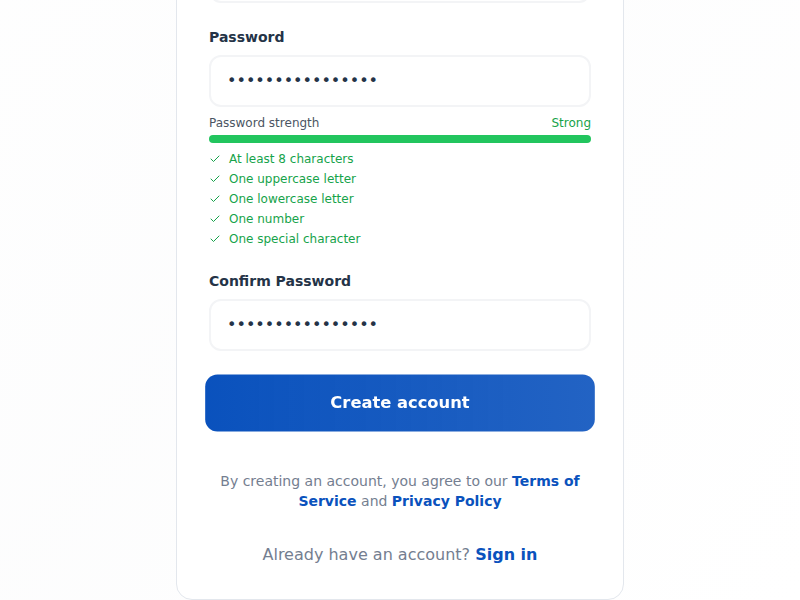 Password
••••••••••••••••
Password strength Strong
At least 8 characters
One uppercase letter
One lowercase letter
One number
One special character
Confirm Password
••••••••••••••••
Create account
By creating an account, you agree to our Terms of
Service and Privacy Policy
Already have an account? Sign in